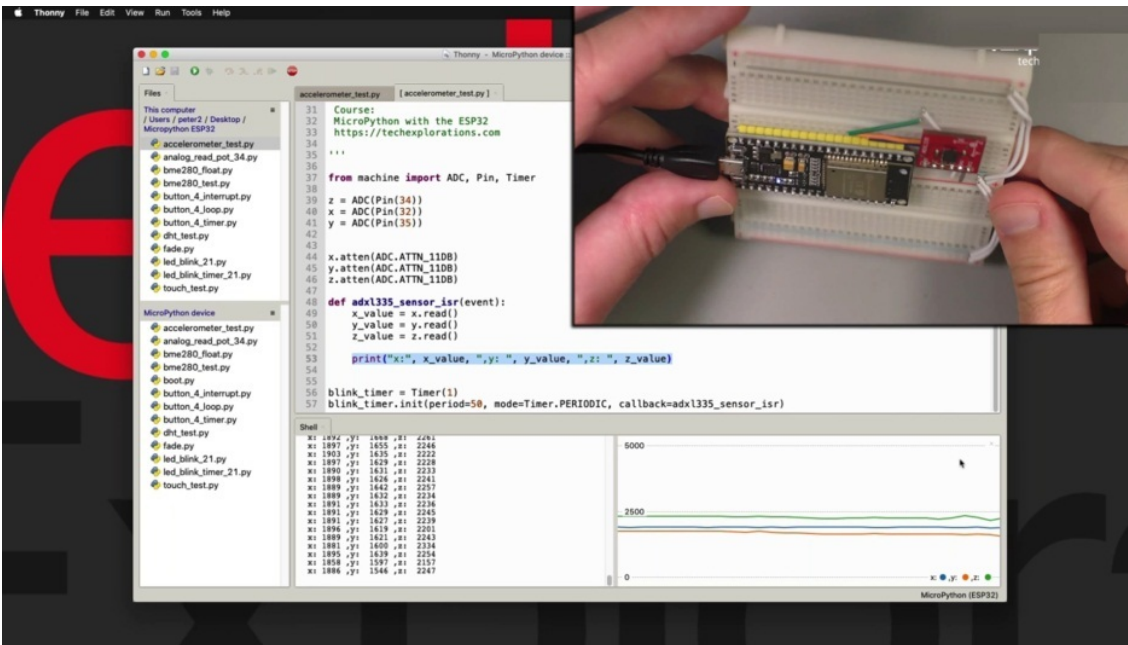 Thonny File Edit View Run Tools Help
Thonny - MicroPython device
tech
Files
This computer
/ Users / peter2 / Desktop /
Micropython ESP32
accelerometer_test.py
analog_read_pot_34.py
bme280_float.py
bme280_test.py
button_4_interrupt.py
button_4_loop.py
button_4_timer.py
dht_test.py
fade.py
led_blink_21.py
led_blink_timer_21.py
touch_test.py
MicroPython device
accelerometer_test.py
analog_read_pot_34.py
bme280_float.py
bme280_test.py
boot.py
button_4_interrupt.py
button_4_loop.py
button_4_timer.py
dht_test.py
fade.py
led_blink_21.py
led_blink_timer_21.py
touch_test.py
accelerometer_test.py [ accelerometer_test.py ]
31 Course:
32 MicroPython with the ESP32
33 https://techexplorations.com
34
35 '''
36
37 from machine import ADC, Pin, Timer
38
39 z = ADC(Pin(34))
40 x = ADC(Pin(32))
41 y = ADC(Pin(35))
42
43
44 x.atten(ADC.ATTN_11DB)
45 y.atten(ADC.ATTN_11DB)
46 z.atten(ADC.ATTN_11DB)
47
48 def adxl335_sensor_isr(event):
49 x_value = x.read()
50 y_value = y.read()
51 z_value = z.read()
52
53 print("x:", x_value, ",y: ", y_value, ",z: ", z_value)
54
55
56 blink_timer = Timer(1)
57 blink_timer.init(period=50, mode=Timer.PERIODIC, callback=adxl335_sensor_isr)
Shell
x: 1892 ,y: 1668 ,z: 2261
x: 1897 ,y: 1655 ,z: 2246
x: 1903 ,y: 1635 ,z: 2222
x: 1897 ,y: 1629 ,z: 2228
x: 1890 ,y: 1631 ,z: 2233
x: 1898 ,y: 1626 ,z: 2241
x: 1889 ,y: 1642 ,z: 2257
x: 1889 ,y: 1632 ,z: 2234
x: 1891 ,y: 1633 ,z: 2236
x: 1891 ,y: 1629 ,z: 2245
x: 1891 ,y: 1627 ,z: 2239
x: 1896 ,y: 1619 ,z: 2201
x: 1889 ,y: 1621 ,z: 2243
x: 1881 ,y: 1600 ,z: 2334
x: 1895 ,y: 1639 ,z: 2254
x: 1858 ,y: 1597 ,z: 2157
x: 1886 ,y: 1546 ,z: 2247
5000
2500
0
x: ,y: ,z:
MicroPython (ESP32)